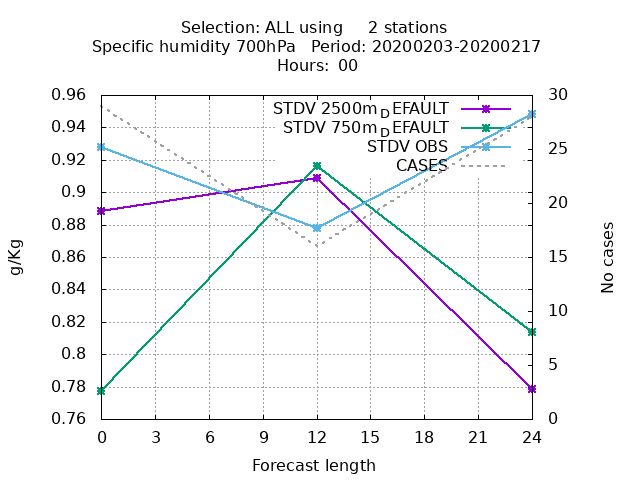 Selection: ALL using 2 stations
Specific humidity 700hPa Period: 20200203-20200217
Hours: 00
0.96
0.94
0.92
0.9
0.88
0.86
0.84
0.82
0.8
0.78
0.76
g/Kg
STDV 2500m_DEFAULT
STDV 750m_DEFAULT
STDV OBS
CASES
30
25
20
15
10
5
0
No cases
0 3 6 9 12 15 18 21 24
Forecast length